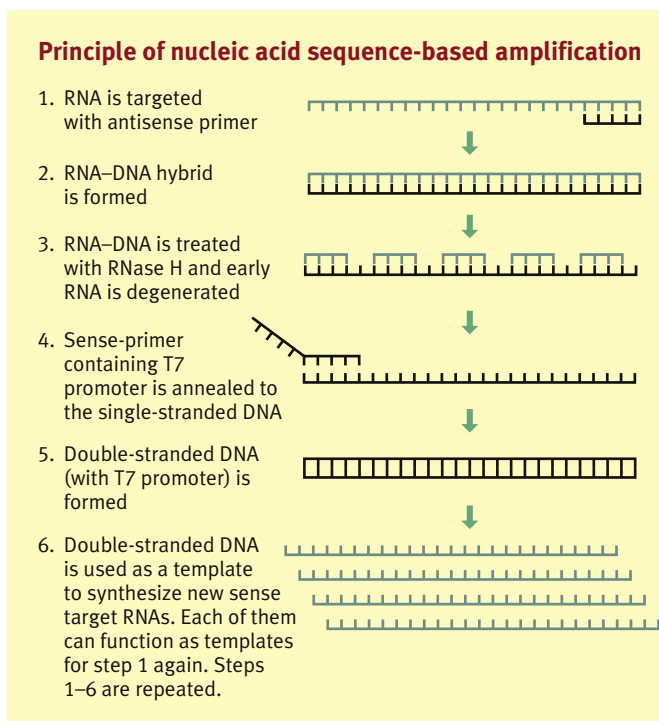 Principle of nucleic acid sequence-based amplification
1. RNA is targeted
with antisense primer
2. RNA–DNA hybrid
is formed
3. RNA–DNA is treated
with RNase H and early
RNA is degenerated
4. Sense-primer
containing T7
promoter is annealed to
the single-stranded DNA
5. Double-stranded DNA
(with T7 promoter) is
formed
6. Double-stranded DNA
is used as a template
to synthesize new sense
target RNAs. Each of them
can function as templates
for step 1 again. Steps
1–6 are repeated.